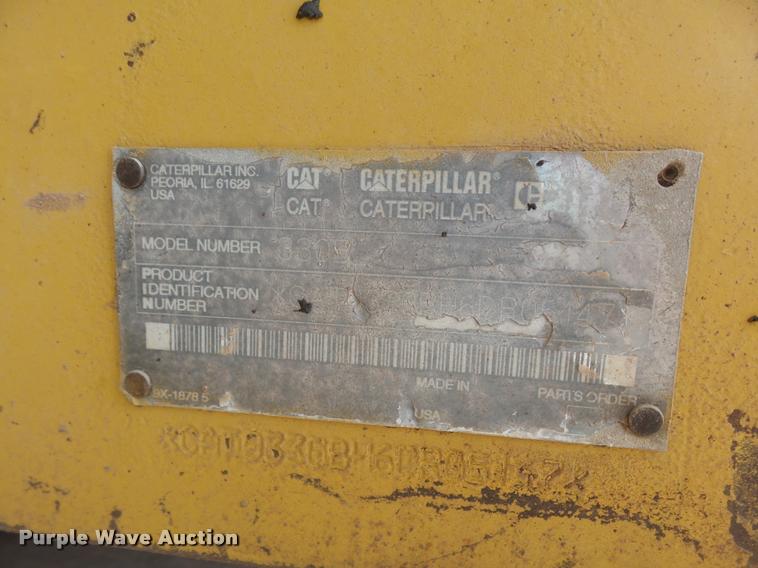 CATERPILLAR INC.
PEORIA, IL 61629
USA
CAT® CATERPILLAR®
CAT® CATERPILLAR®
MODEL NUMBER
PRODUCT
IDENTIFICATION
NUMBER
9X-1878 5
MADE IN
PARTS ORDER
USA
Purple Wave Auction